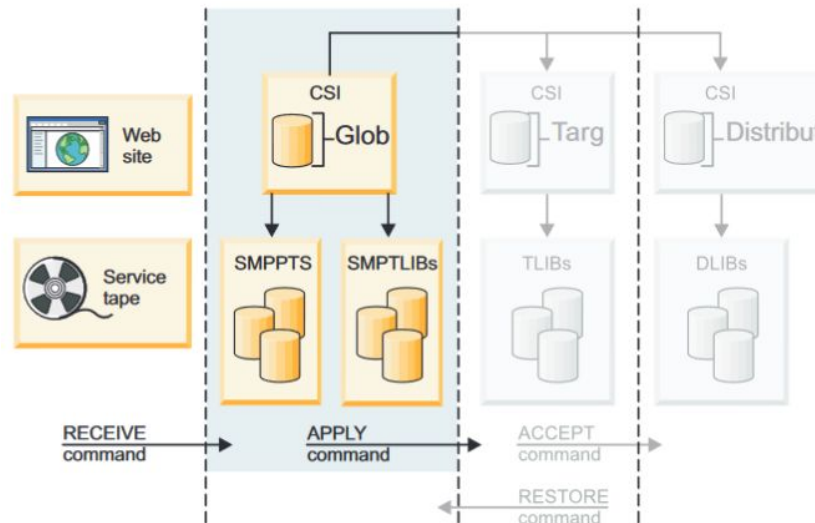 CSI
Glob
CSI
Targ
CSI
Distribut
Web
site
SMPPTS
SMPTLIBs
TLIBs
DLIBs
Service
tape
RECEIVE
command
APPLY
command
ACCEPT
command
RESTORE
command